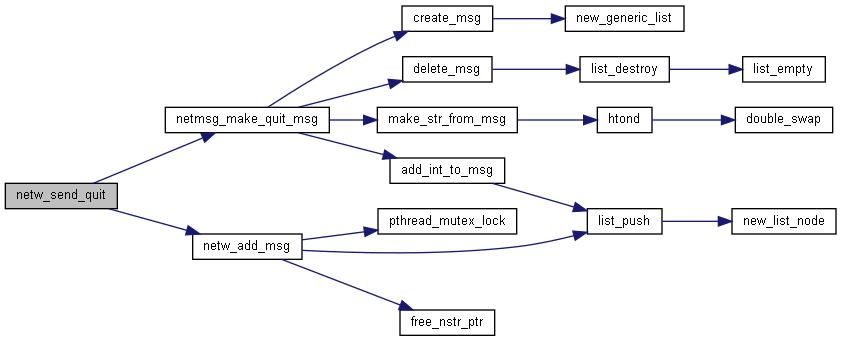 create_msg
new_generic_list
delete_msg
list_destroy
list_empty
netmsg_make_quit_msg
make_str_from_msg
htond
double_swap
add_int_to_msg
netw_send_quit
pthread_mutex_lock
list_push
new_list_node
netw_add_msg
free_nstr_ptr